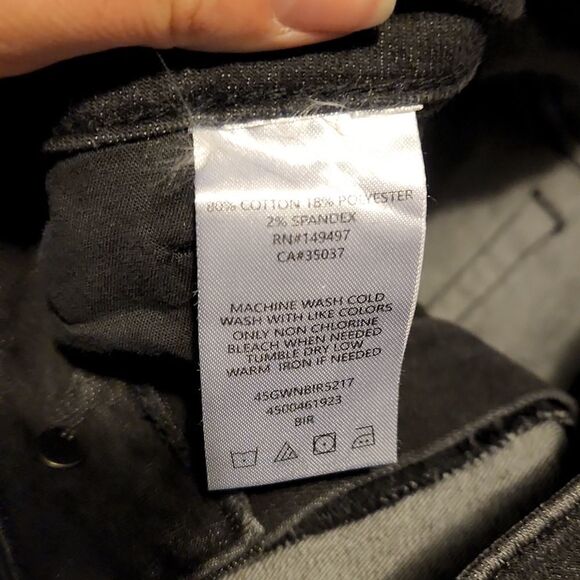 80% COTTON 18% POLYESTER
2% SPANDEX
RN#149497
CA#35037
MACHINE WASH COLD
WASH WITH LIKE COLORS
ONLY NON CHLORINE
BLEACH WHEN NEEDED
TUMBLE DRY LOW
WARM IRON IF NEEDED
45GWNBIR5217
4500461923
BIR